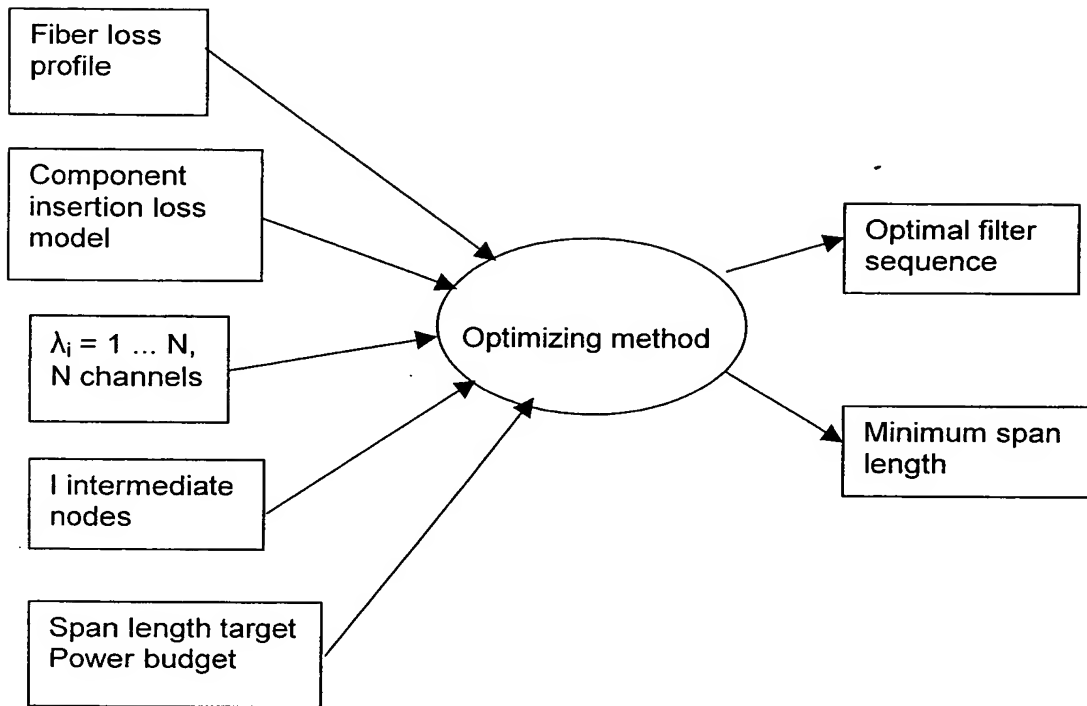 Fiber loss
profile
Component
insertion loss
model
λi = 1 ... N,
N channels
I intermediate
nodes
Span length target
Power budget
Optimizing method
Optimal filter
sequence
Minimum span
length